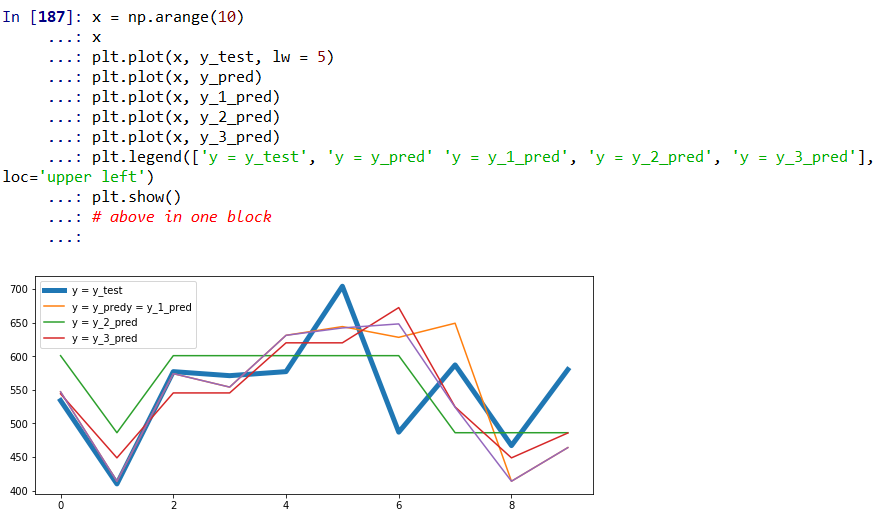 In [187]: x = np.arange(10)
...: x
...: plt.plot(x, y_test, lw = 5)
...: plt.plot(x, y_pred)
...: plt.plot(x, y_1_pred)
...: plt.plot(x, y_2_pred)
...: plt.plot(x, y_3_pred)
...: plt.legend(['y = y_test', 'y = y_pred' 'y = y_1_pred', 'y = y_2_pred', 'y = y_3_pred'],
loc='upper left')
...: plt.show()
...: # above in one block
...:
y = y_test
y = y_predy = y_1_pred
y = y_2_pred
y = y_3_pred
700
650
600
550
500
450
400
0 2 4 6 8